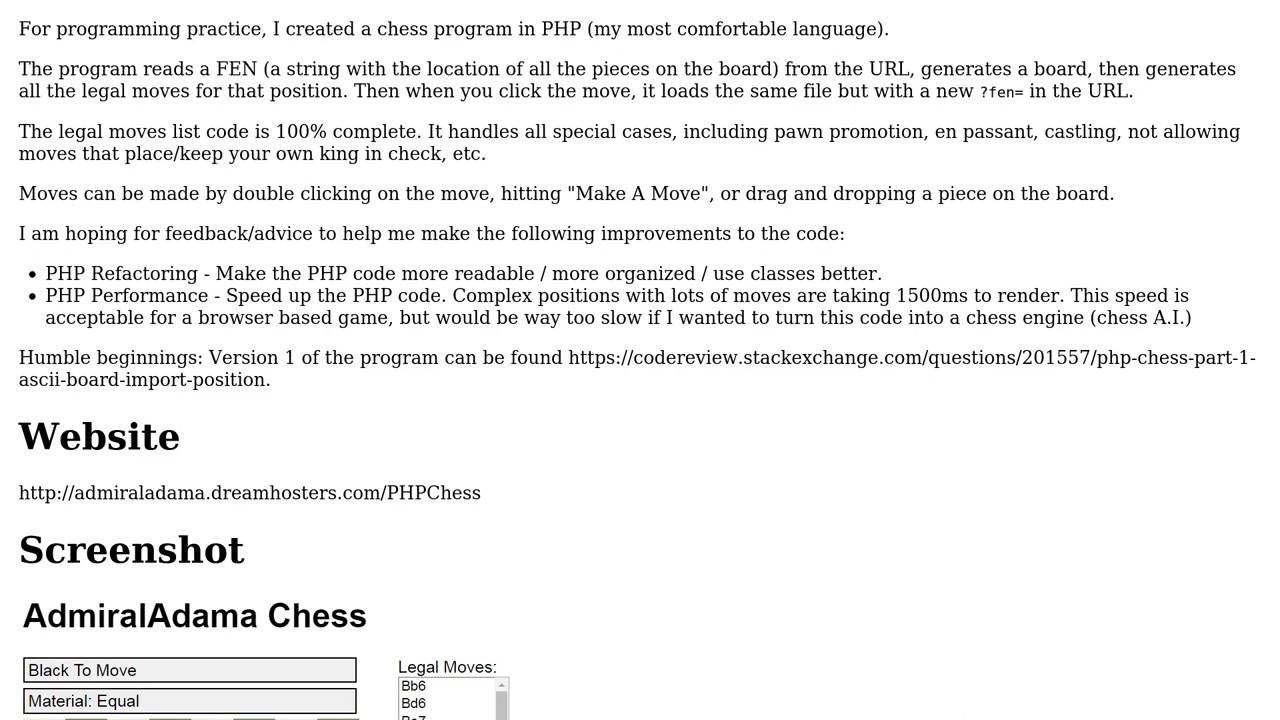 For programming practice, I created a chess program in PHP (my most comfortable language).
The program reads a FEN (a string with the location of all the pieces on the board) from the URL, generates a board, then generates
all the legal moves for that position. Then when you click the move, it loads the same file but with a new ?fen= in the URL.
The legal moves list code is 100% complete. It handles all special cases, including pawn promotion, en passant, castling, not allowing
moves that place/keep your own king in check, etc.
Moves can be made by double clicking on the move, hitting "Make A Move", or drag and dropping a piece on the board.
I am hoping for feedback/advice to help me make the following improvements to the code:
• PHP Refactoring - Make the PHP code more readable / more organized / use classes better.
• PHP Performance - Speed up the PHP code. Complex positions with lots of moves are taking 1500ms to render. This speed is
acceptable for a browser based game, but would be way too slow if I wanted to turn this code into a chess engine (chess A.I.)
Humble beginnings: Version 1 of the program can be found https://codereview.stackexchange.com/questions/201557/php-chess-part-1-
ascii-board-import-position.
Website
http://admiraladama.dreamhosters.com/PHPChess
Screenshot
AdmiralAdama Chess
Black To Move
Material: Equal
Legal Moves:
Bb6
Bd6